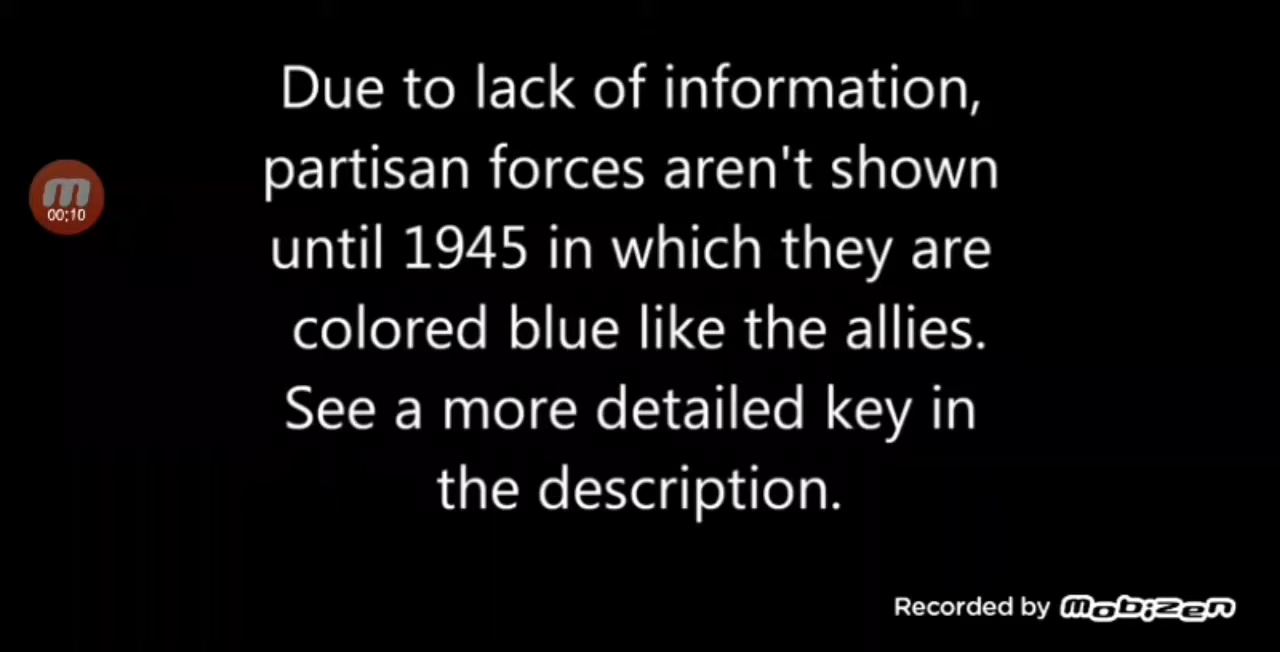 Due to lack of information,
partisan forces aren't shown
until 1945 in which they are
colored blue like the allies.
See a more detailed key in
the description.
m
00:10
Recorded by mobizen